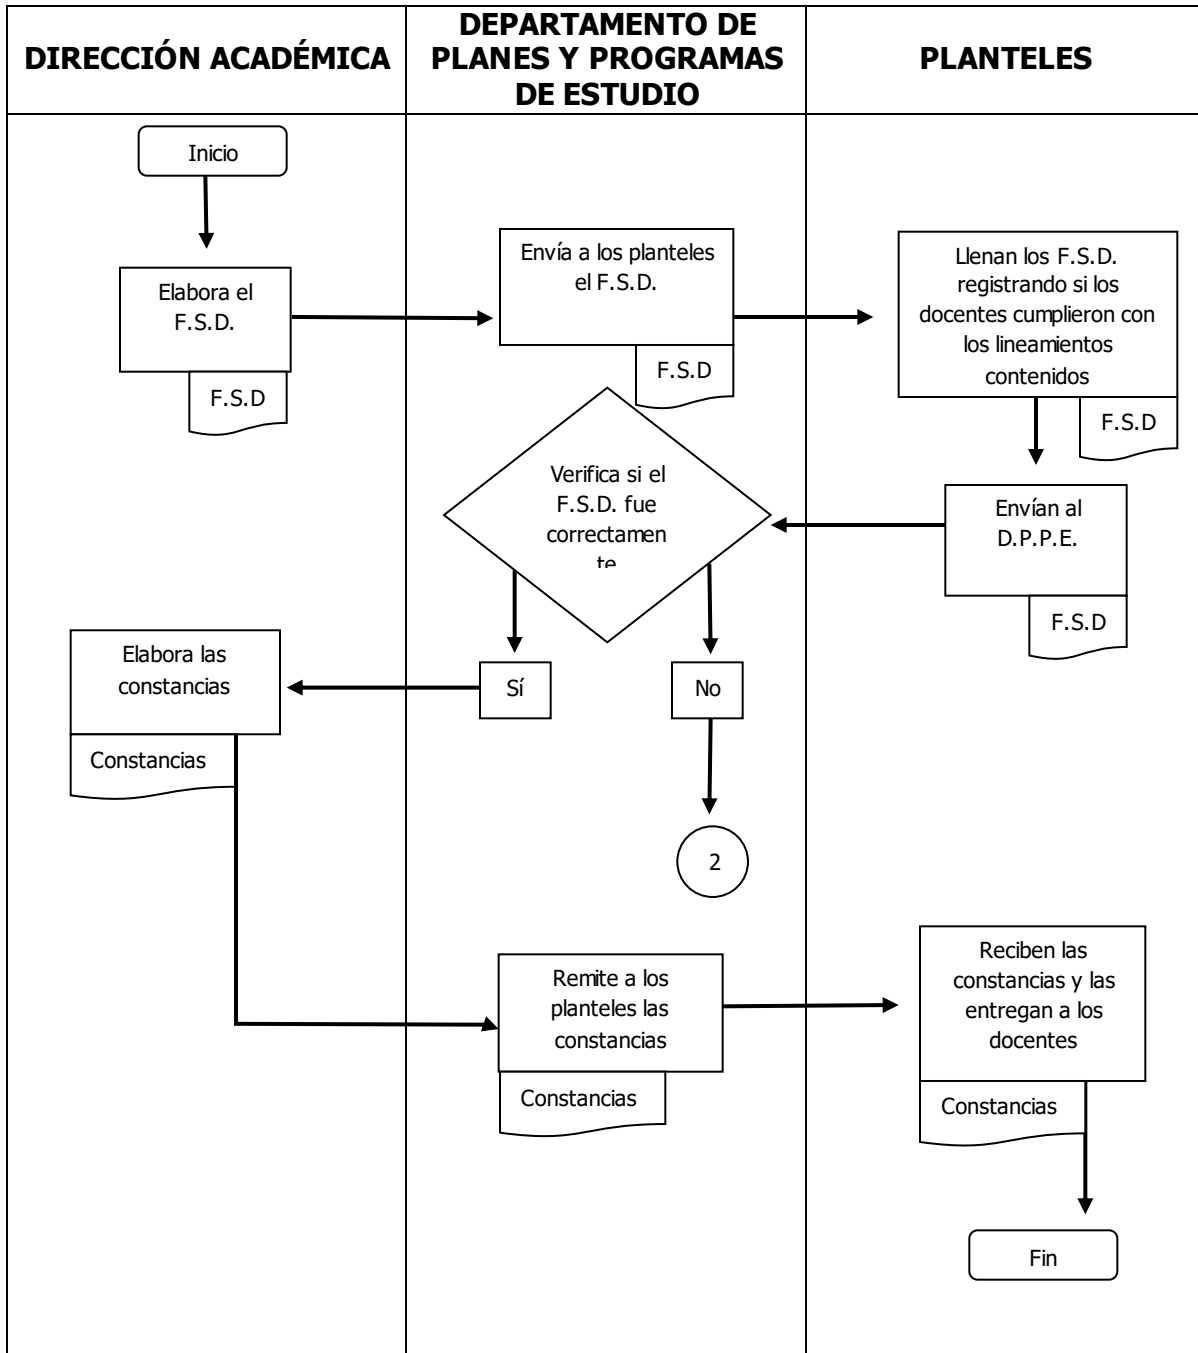 DIRECCIÓN ACADÉMICA
DEPARTAMENTO DE
PLANES Y PROGRAMAS
DE ESTUDIO
PLANTELES
Inicio
Elabora el
F.S.D.
F.S.D
Envía a los planteles
el F.S.D.
F.S.D
Llenan los F.S.D.
registrando si los
docentes cumplieron con
los lineamientos
contenidos
F.S.D
Envían al
D.P.P.E.
F.S.D
Verifica si el
F.S.D. fue
correctamen
te
Sí
No
2
Elabora las
constancias
Constancias
Remite a los
planteles las
constancias
Constancias
Reciben las
constancias y las
entregan a los
docentes
Constancias
Fin